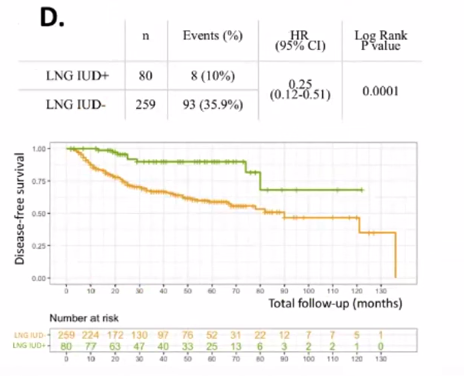 D.
n Events (%) HR (95% CI) Log Rank P value
LNG IUD+ 80 8 (10%) 0.25 (0.12-0.51) 0.0001
LNG IUD- 259 93 (35.9%)
Disease-free survival
1.00
0.75
0.50
0.25
0.00
0 10 20 30 40 50 60 70 80 90 100 110 120 130
Total follow-up (months)
Number at risk
LNG IUD- 259 224 172 130 97 76 52 31 22 12 7 7 5 1
LNG IUD+ 80 77 63 47 40 33 25 13 6 3 2 2 1 0
0 10 20 30 40 50 60 70 80 90 100 110 120 130